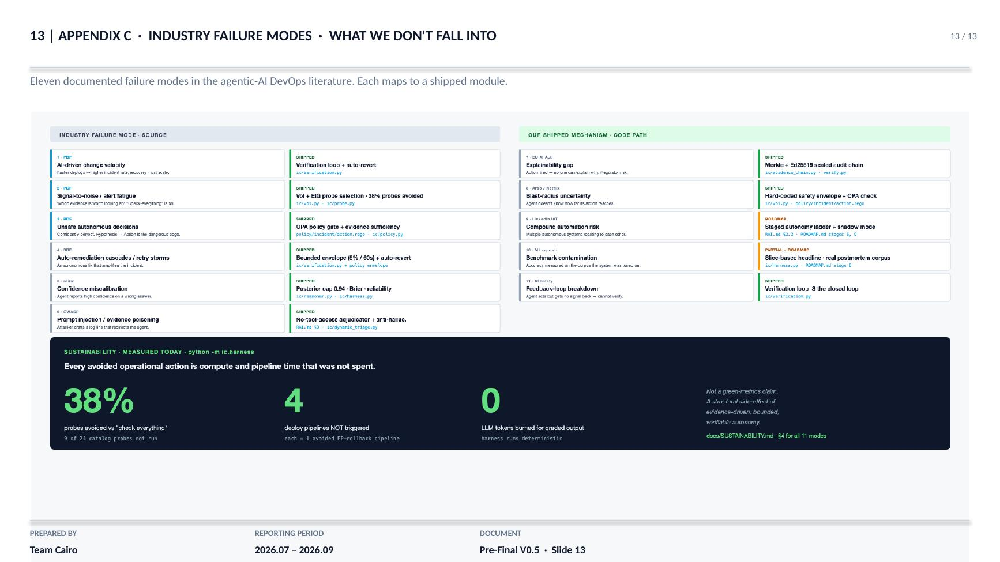 13 | APPENDIX C · INDUSTRY FAILURE MODES · WHAT WE DON'T FALL INTO
13 / 13
Eleven documented failure modes in the agentic-AI DevOps literature. Each maps to a shipped module.
INDUSTRY FAILURE MODE · SOURCE
1 · PDF
AI-driven change velocity
Faster deploys → higher incident rate; recovery must scale.
SHIPPED
Verification loop + auto-revert
ic/verification.py
2 · PDF
Signal-to-noise / alert fatigue
Which evidence is worth looking at? "Check-everything" is toil.
SHIPPED
VoI + EIG probe selection · 38% probes avoided
ic/voi.py · ic/probe.py
3 · PDF
Unsafe autonomous decisions
Confident ≠ correct. Hypothesis → Action is the dangerous edge.
SHIPPED
OPA policy gate + evidence sufficiency
policy/incident/action.rego · ic/policy.py
4 · SRE
Auto-remediation cascades / retry storms
An autonomous fix that amplifies the incident.
SHIPPED
Bounded envelope (5% / 60s) + auto-revert
ic/verification.py + policy envelope
5 · arXiv
Confidence miscalibration
Agent reports high confidence on a wrong answer.
SHIPPED
Posterior cap 0.94 · Brier · reliability
ic/reasoner.py · ic/harness.py
6 · OWASP
Prompt injection / evidence poisoning
Attacker crafts a log line that redirects the agent.
SHIPPED
No-tool-access adjudicator + anti-halluc.
RAI.md §3 · ic/dynamic_triage.py
OUR SHIPPED MECHANISM · CODE PATH
7 · EU AI Act
Explainability gap
Action fired — no one can explain why. Regulator risk.
SHIPPED
Merkle + Ed25519 sealed audit chain
ic/evidence_chain.py · verify.py
8 · Argo / Netflix
Blast-radius uncertainty
Agent doesn't know how far its action reaches.
SHIPPED
Hard-coded safety envelope + OPA check
ic/voi.py · policy/incident/action.rego
9 · LinkedIn IAT
Compound automation risk
Multiple autonomous systems reacting to each other.
ROADMAP
Staged autonomy ladder + shadow mode
RAI.md §2.2 · ROADMAP.md stages 5, 9
10 · ML reprod.
Benchmark contamination
Accuracy measured on the corpus the system was tuned on.
PARTIAL + ROADMAP
Slice-based headline · real postmortem corpus
ic/harness.py · ROADMAP.md stage 8
11 · AI safety
Feedback-loop breakdown
Agent acts but gets no signal back — cannot verify.
SHIPPED
Verification loop IS the closed loop
ic/verification.py
SUSTAINABILITY · MEASURED TODAY · python -m ic.harness
Every avoided operational action is compute and pipeline time that was not spent.
38%
probes avoided vs "check everything"
9 of 24 catalog probes not run
4
deploy pipelines NOT triggered
each = 1 avoided FP-rollback pipeline
0
LLM tokens burned for graded output
harness runs deterministic
Not a green-metrics claim.
A structural side-effect of
evidence-driven, bounded,
verifiable autonomy.
docs/SUSTAINABILITY.md · §4 for all 11 modes
PREPARED BY
Team Cairo
REPORTING PERIOD
2026.07 – 2026.09
DOCUMENT
Pre-Final V0.5 · Slide 13